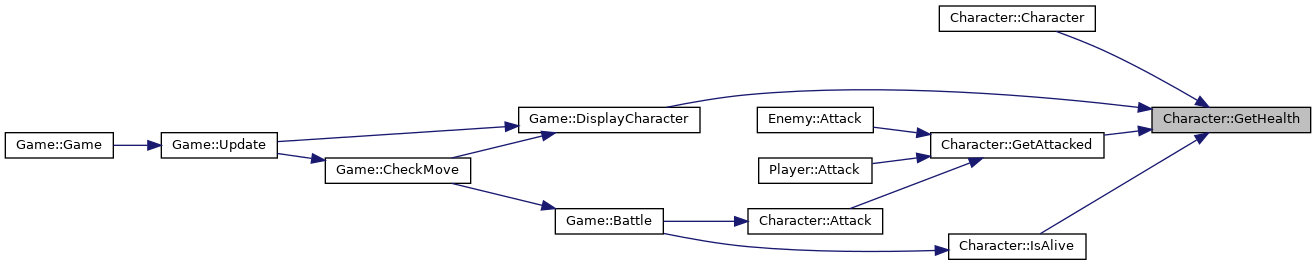 Character::Character
Game::DisplayCharacter
Enemy::Attack
Character::GetHealth
Game::Game
Game::Update
Character::GetAttacked
Game::CheckMove
Player::Attack
Game::Battle
Character::Attack
Character::IsAlive